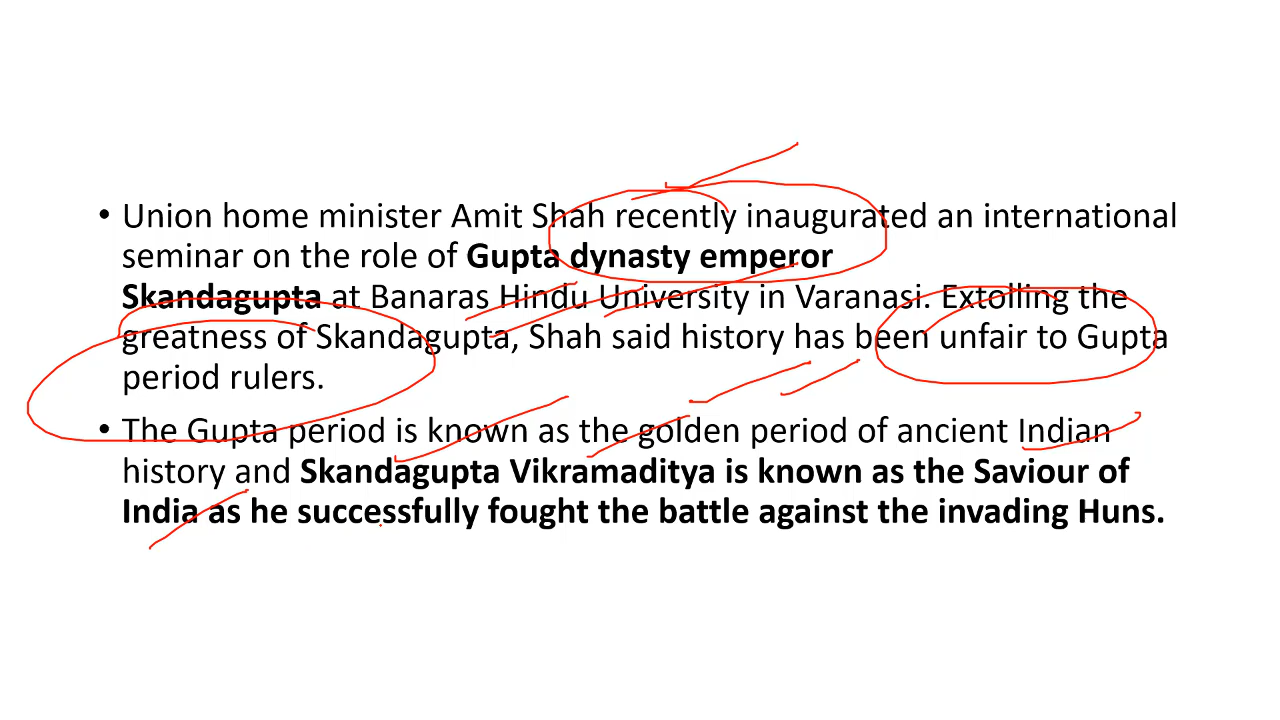 • Union home minister Amit Shah recently inaugurated an international
seminar on the role of Gupta dynasty emperor
Skandagupta at Banaras Hindu University in Varanasi. Extolling the
greatness of Skandagupta, Shah said history has been unfair to Gupta
period rulers.
• The Gupta period is known as the golden period of ancient Indian
history and Skandagupta Vikramaditya is known as the Saviour of
India as he successfully fought the battle against the invading Huns.